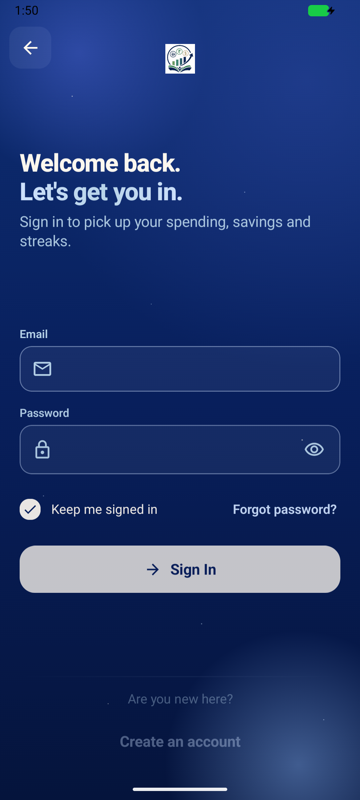 1:50
Welcome back.
Let's get you in.
Sign in to pick up your spending, savings and
streaks.
Email
Password
Keep me signed in
Forgot password?
Sign In
Are you new here?
Create an account